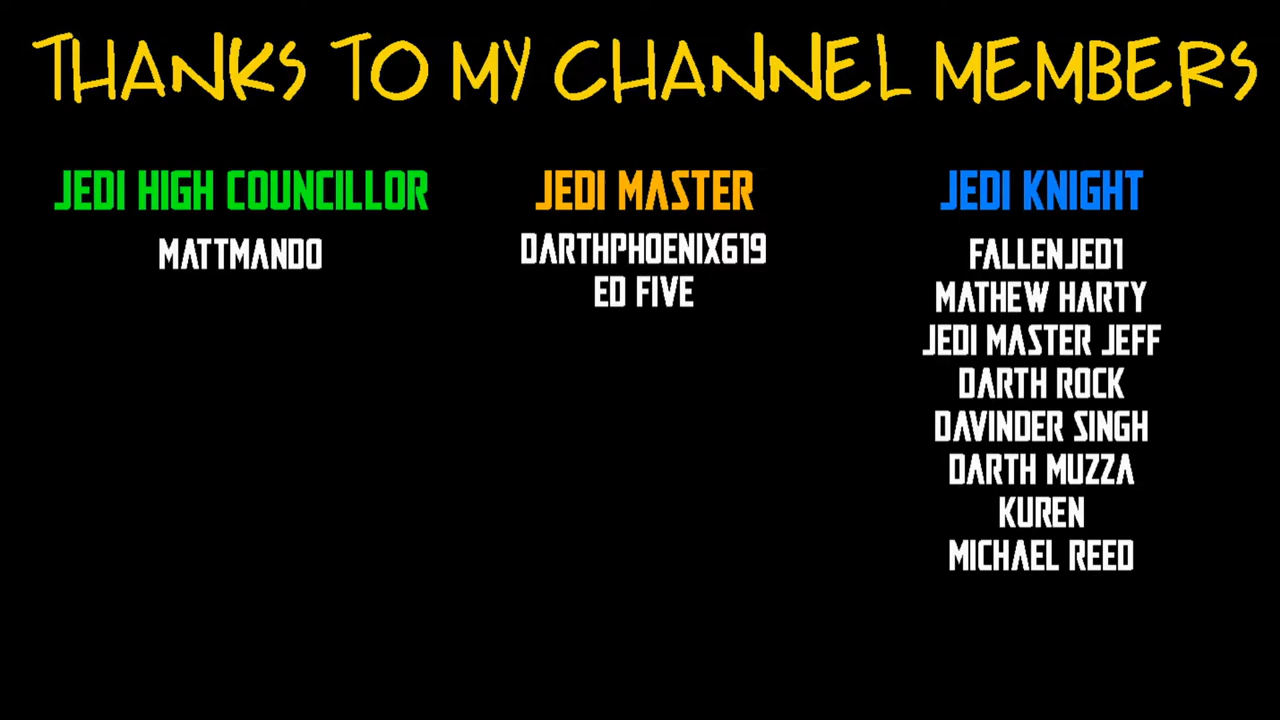 THANKS TO MY CHANNEL MEMBERS
JEDI HIGH COUNCILLOR
MATTMANDO
JEDI MASTER
DARTHPHOENIX619
ED FIVE
JEDI KNIGHT
FALLENJED1
MATHEW HARTY
JEDI MASTER JEFF
DARTH ROCK
DAVINDER SINGH
DARTH MUZZA
KUREN
MICHAEL REED